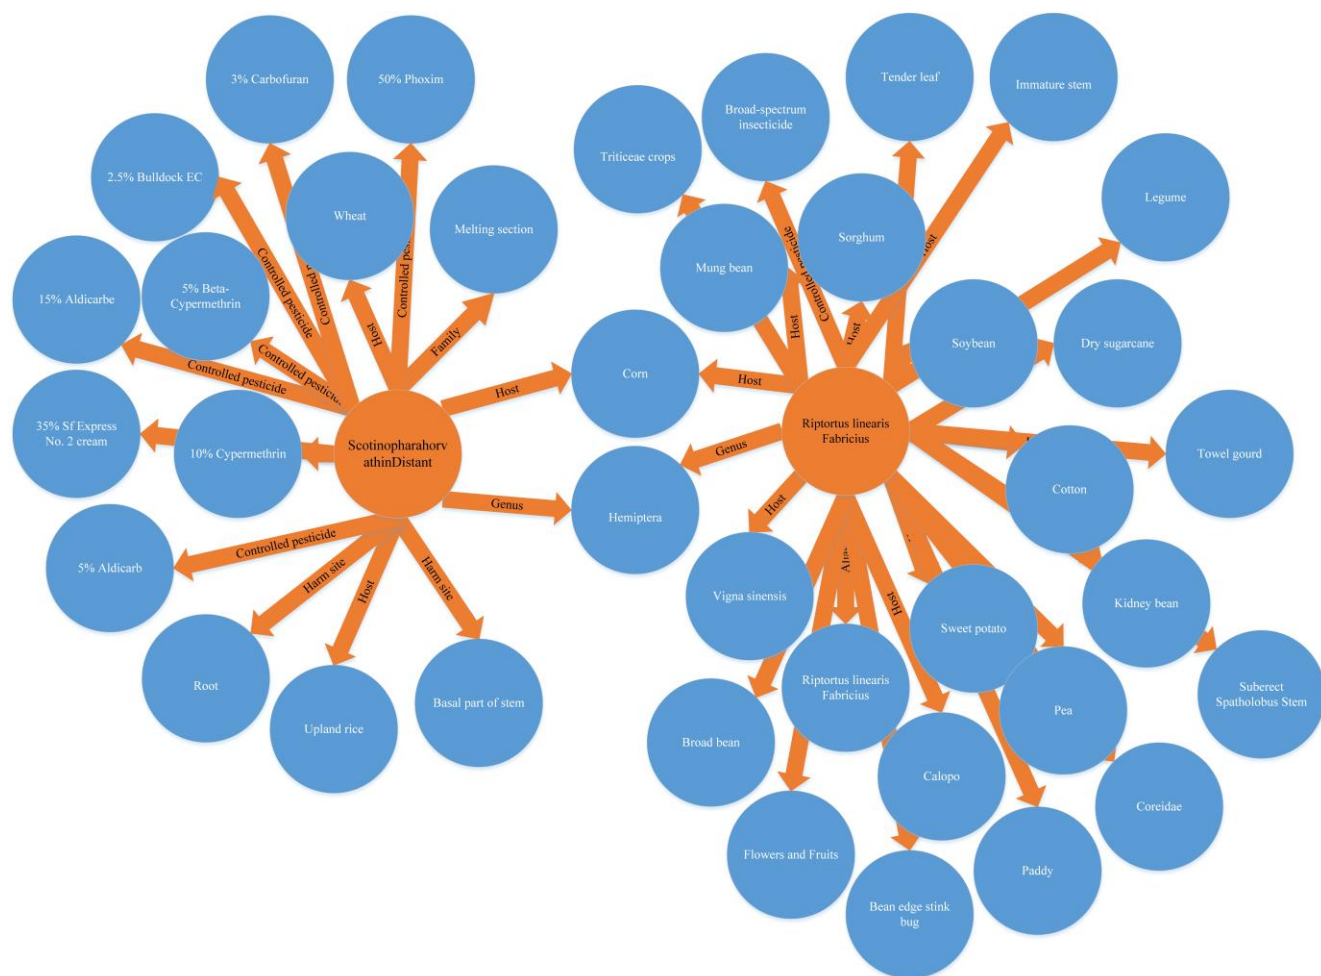 3% Carbofuran
50% Phoxim
2.5% Bulldock EC
Wheat
Melting section
15% Aldicarbe
5% Beta-
Cypermethrin
35% Sf Express
No. 2 cream
10% Cypermethrin
5% Aldicarb
Root
Upland rice
Basal part of stem
Scotinopharahorv
athinDistant
Controlled pesticide
Controlled pesticide
Controlled pesticide
Controlled
Controlled
Host
Family
Host
Genus
Controlled pesticide
Harm site
Host
Harm site
Corn
Hemiptera
Triticeae crops
Broad-spectrum
insecticide
Tender leaf
Immature stem
Mung bean
Sorghum
Legume
Soybean
Dry sugarcane
Riptortus linearis
Fabricius
Cotton
Towel gourd
Kidney bean
Suberect
Spatholobus Stem
Vigna sinensis
Sweet potato
Riptortus linearis
Fabricius
Pea
Broad bean
Calopo
Coreidae
Flowers and Fruits
Bean edge stink
bug
Paddy
Host
Controlled pesticide
Host
Host
Genus
Host
Host